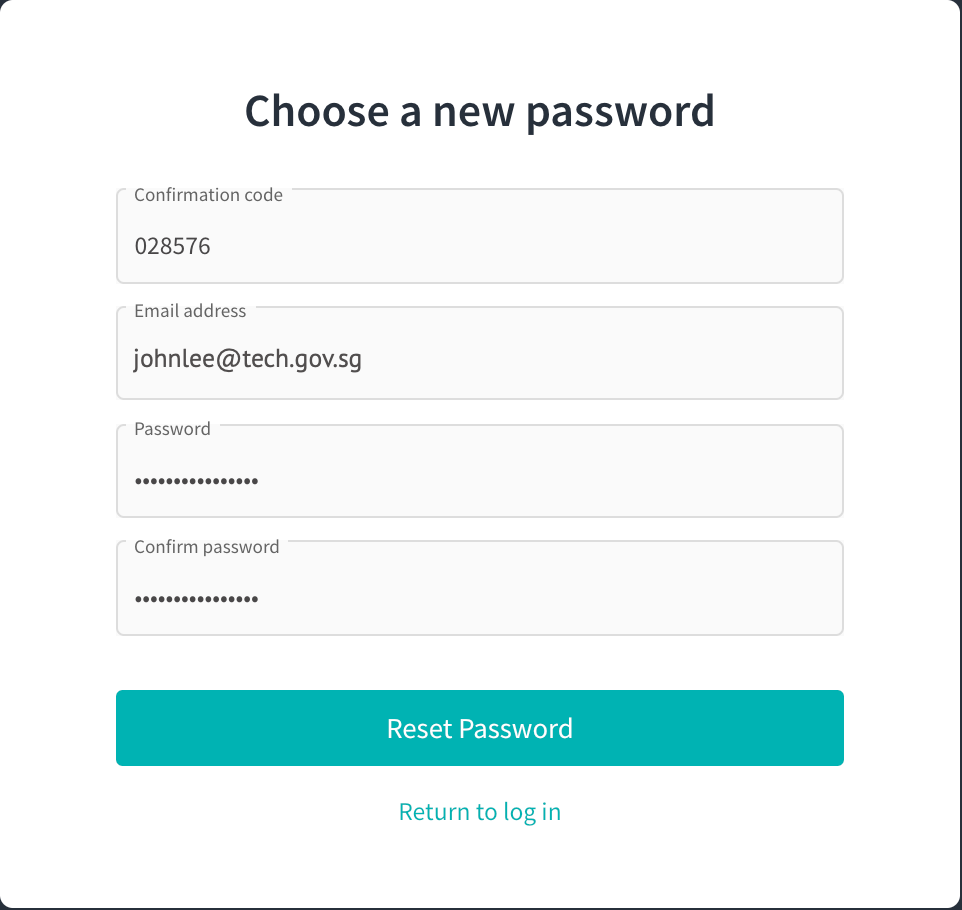 Choose a new password
Confirmation code
028576
Email address
johnlee@tech.gov.sg
Password
••••••••••••••••
Confirm password
••••••••••••••••
Reset Password
Return to log in